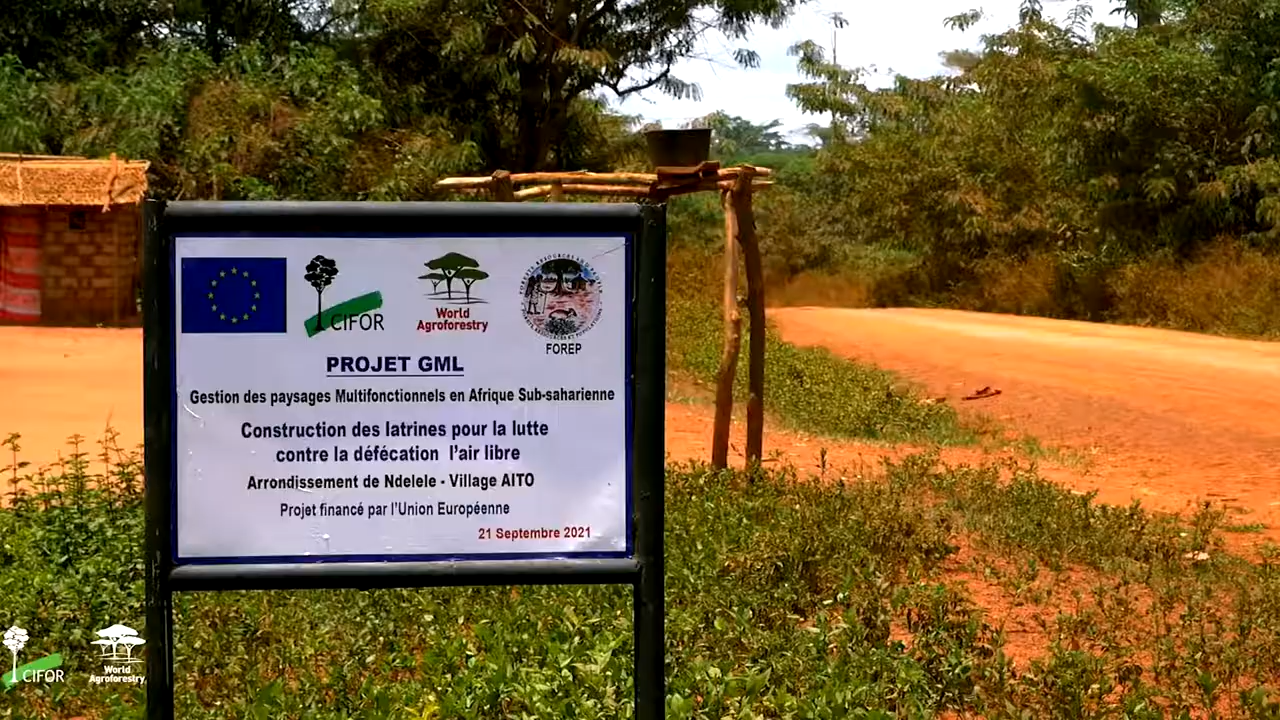 CIFOR
World
Agroforestry
FOREP
PROJET GML
Gestion des paysages Multifonctionnels en Afrique Sub-saharienne
Construction des latrines pour la lutte
contre la défécation l'air libre
Arrondissement de Ndelele - Village AITO
Projet financé par l'Union Européenne
21 Septembre 2021
CIFOR
World
Agroforestry